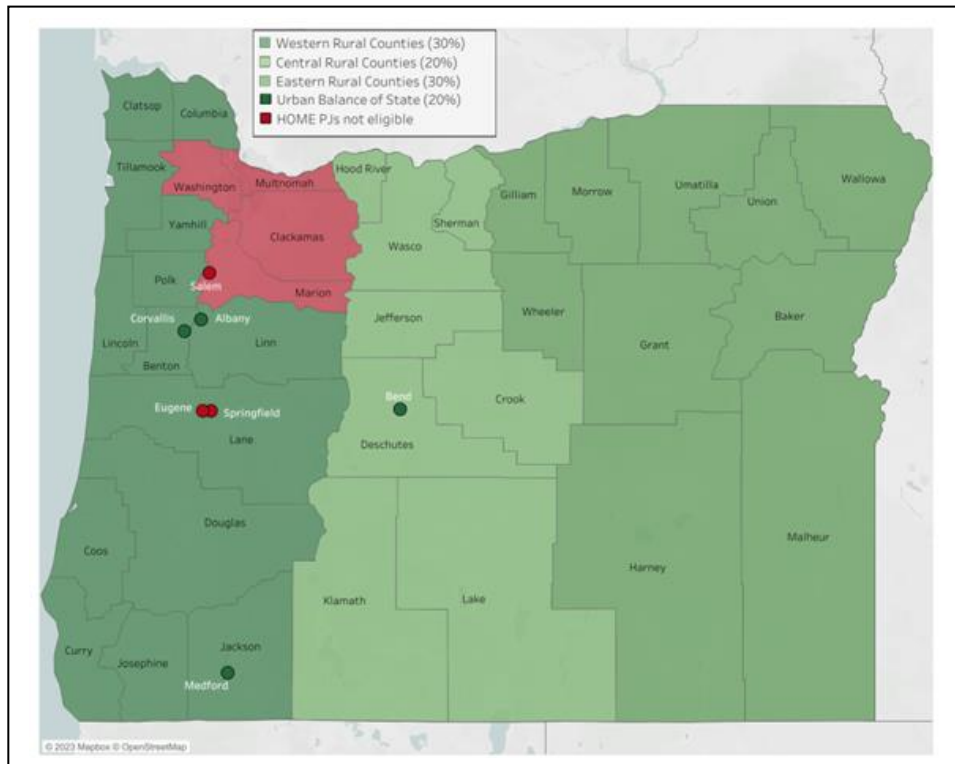 Western Rural Counties (30%)
Central Rural Counties (20%)
Eastern Rural Counties (30%)
Urban Balance of State (20%)
HOME PJs not eligible
Clatsop
Columbia
Tillamook
Washington
Multnomah
Hood River
Gilliam
Morrow
Umatilla
Wallowa
Union
Yamhill
Clackamas
Wasco
Sherman
Polk
Salem
Marion
Jefferson
Wheeler
Baker
Corvallis
Albany
Lincoln
Linn
Benton
Grant
Eugene
Springfield
Lane
Bend
Crook
Deschutes
Douglas
Coos
Malheur
Harney
Klamath
Lake
Curry
Josephine
Jackson
Medford
© 2023 Mapbox © OpenStreetMap